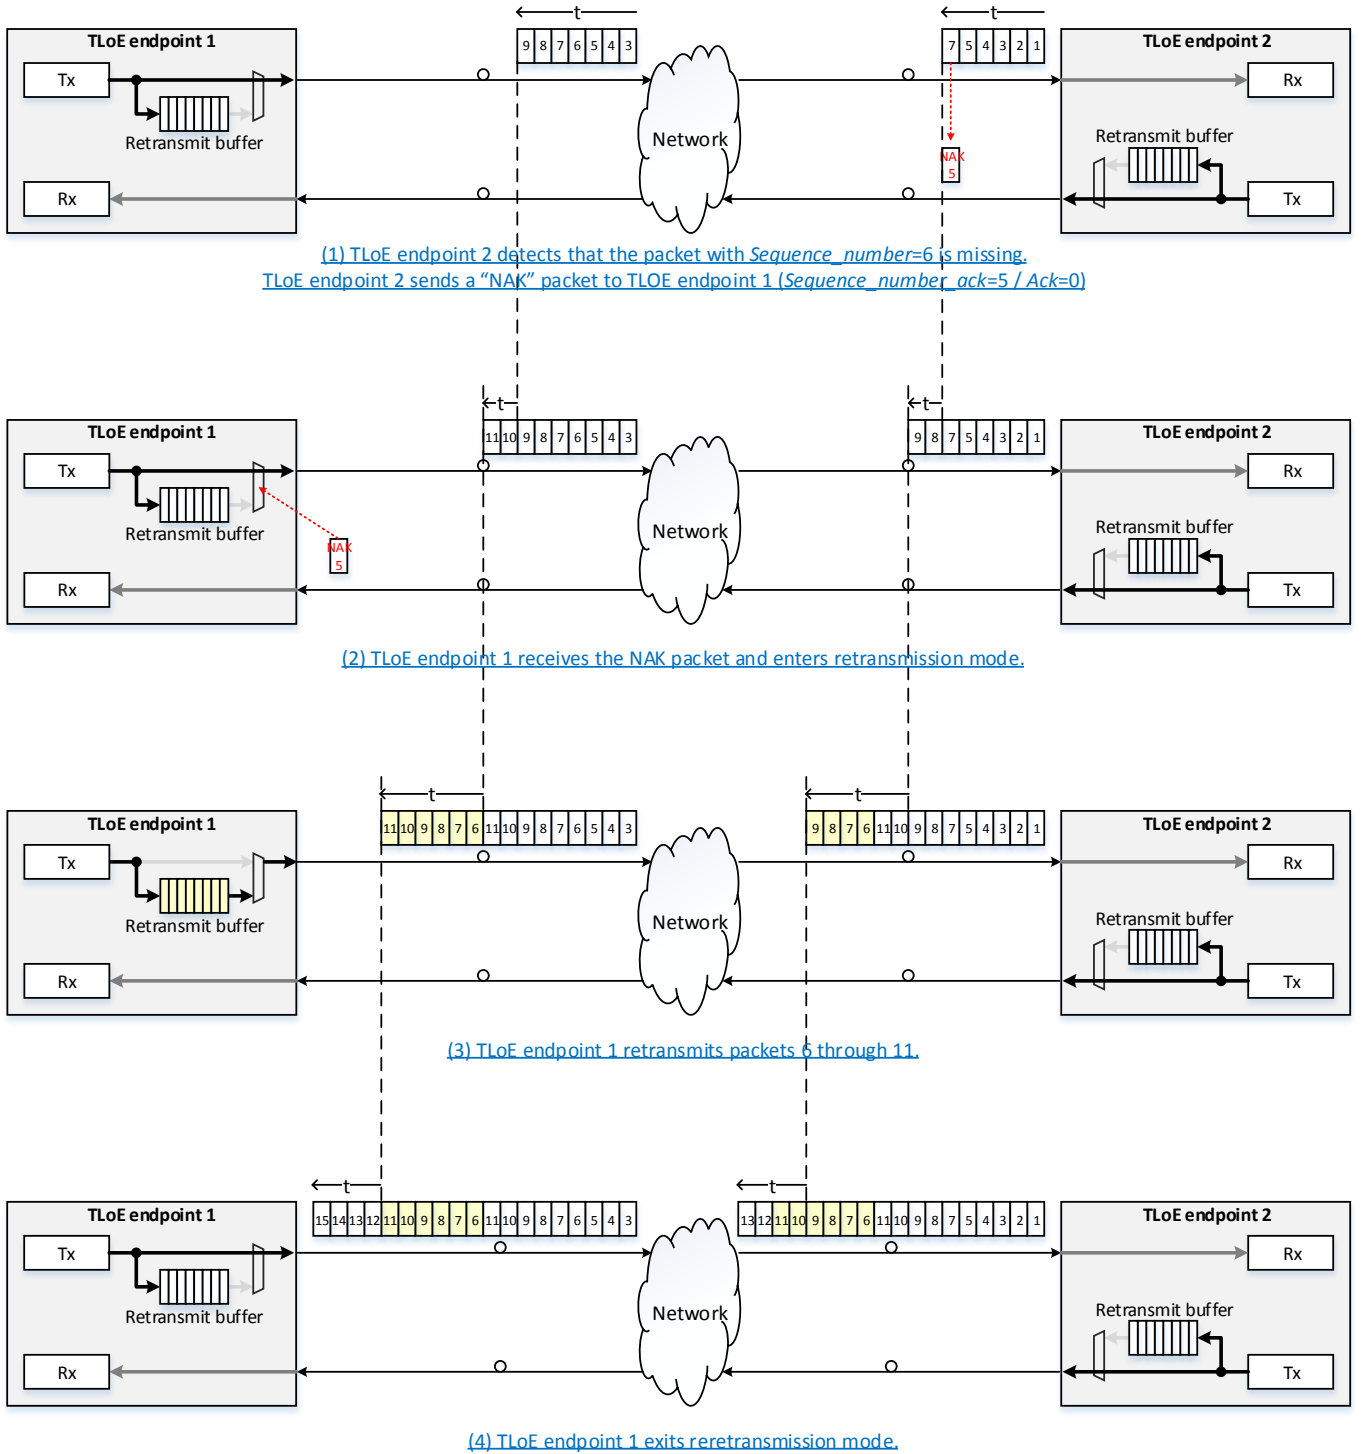 t
t
9 8 7 6 5 4 3
7 5 4 3 2 1
TLoE endpoint 1
TLoE endpoint 2
Tx
Rx
Retransmit buffer
Network
Retransmit buffer
NAK
5
Rx
Tx
(1) TLoE endpoint 2 detects that the packet with Sequence_number=6 is missing.
TLoE endpoint 2 sends a “NAK” packet to TLOE endpoint 1 (Sequence_number_ack=5 / Ack=0)
t
t
11 10 9 8 7 6 5 4 3
9 8 7 5 4 3 2 1
TLoE endpoint 1
TLoE endpoint 2
Tx
Rx
Retransmit buffer
Network
Retransmit buffer
NAK
5
Rx
Tx
(2) TLoE endpoint 1 receives the NAK packet and enters retransmission mode.
t
t
11 10 9 8 7 6 11 10 9 8 7 6 5 4 3
9 8 7 6 11 10 9 8 7 5 4 3 2 1
TLoE endpoint 1
TLoE endpoint 2
Tx
Rx
Retransmit buffer
Network
Retransmit buffer
Rx
Tx
(3) TLoE endpoint 1 retransmits packets 6 through 11.
t
t
15 14 13 12 11 10 9 8 7 6 11 10 9 8 7 6 5 4 3
13 12 11 10 9 8 7 6 11 10 9 8 7 5 4 3 2 1
TLoE endpoint 1
TLoE endpoint 2
Tx
Rx
Retransmit buffer
Network
Retransmit buffer
Rx
Tx
(4) TLoE endpoint 1 exits reretransmission mode.